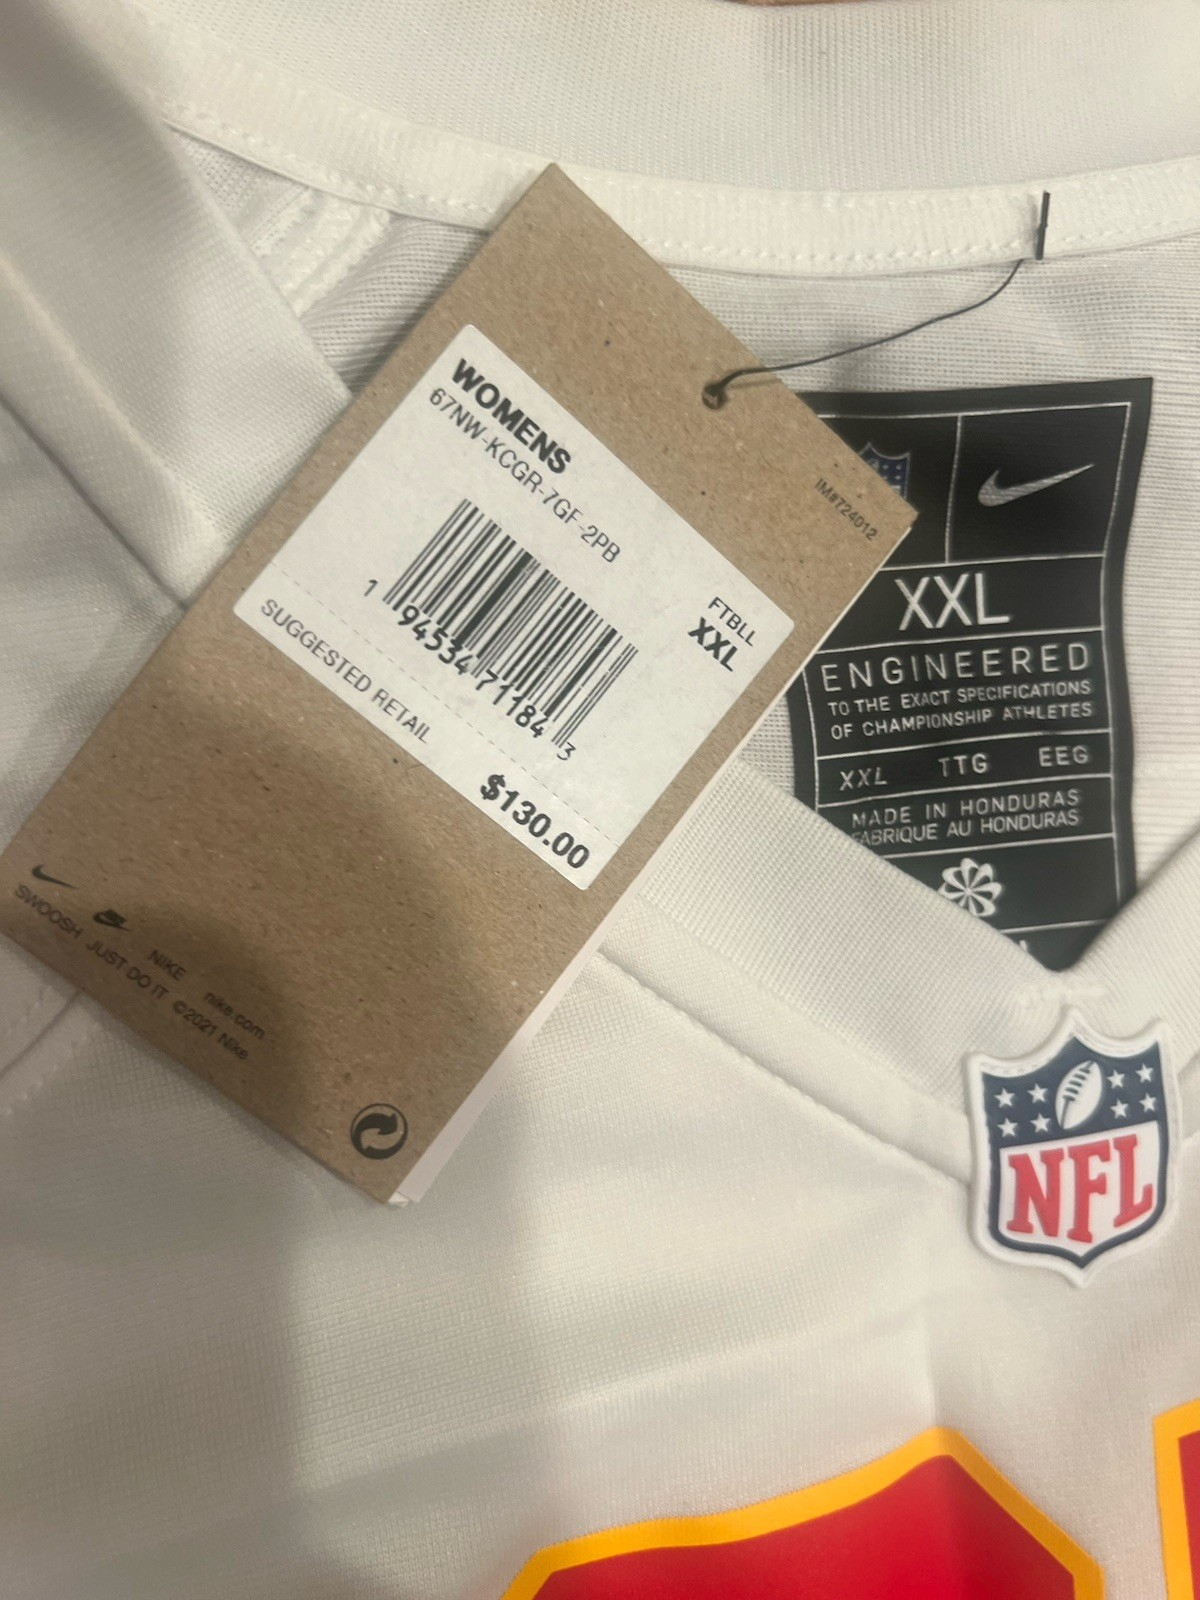 WOMENS
67NW-KCGR-7GF-2PB
1 94534 71184 3
FTBLL
XXL
SUGGESTED RETAIL
$130.00
IM#724012
NIKE nike.com
SWOOSH JUST DO IT ©2021 Nike
XXL
ENGINEERED
TO THE EXACT SPECIFICATIONS
OF CHAMPIONSHIP ATHLETES
XXL TTG EEG
MADE IN HONDURAS
FABRIQUE AU HONDURAS
NFL